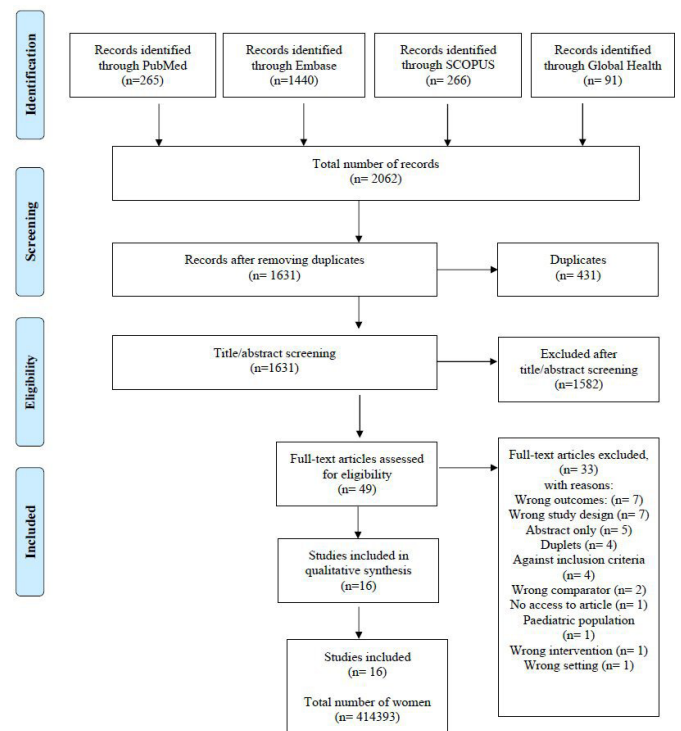 Identification
Records identified
through PubMed
(n=265)
Records identified
through Embase
(n=1440)
Records identified
through SCOPUS
(n= 266)
Records identified
through Global Health
(n= 91)
Screening
Total number of records
(n= 2062)
Records after removing duplicates
(n= 1631)
Duplicates
(n= 431)
Eligibility
Title/abstract screening
(n=1631)
Excluded after
title/abstract screening
(n=1582)
Full-text articles assessed
for eligibility
(n= 49)
Full-text articles excluded,
(n= 33)
with reasons:
Wrong outcomes: (n= 7)
Wrong study design (n= 7)
Abstract only (n= 5)
Duplets (n= 4)
Against inclusion criteria
(n= 4)
Wrong comparator (n= 2)
No access to article (n= 1)
Paediatric population
(n= 1)
Wrong intervention (n= 1)
Wrong setting (n= 1)
Included
Studies included in
qualitative synthesis
(n=16)
Studies included
(n= 16)
Total number of women
(n= 414393)